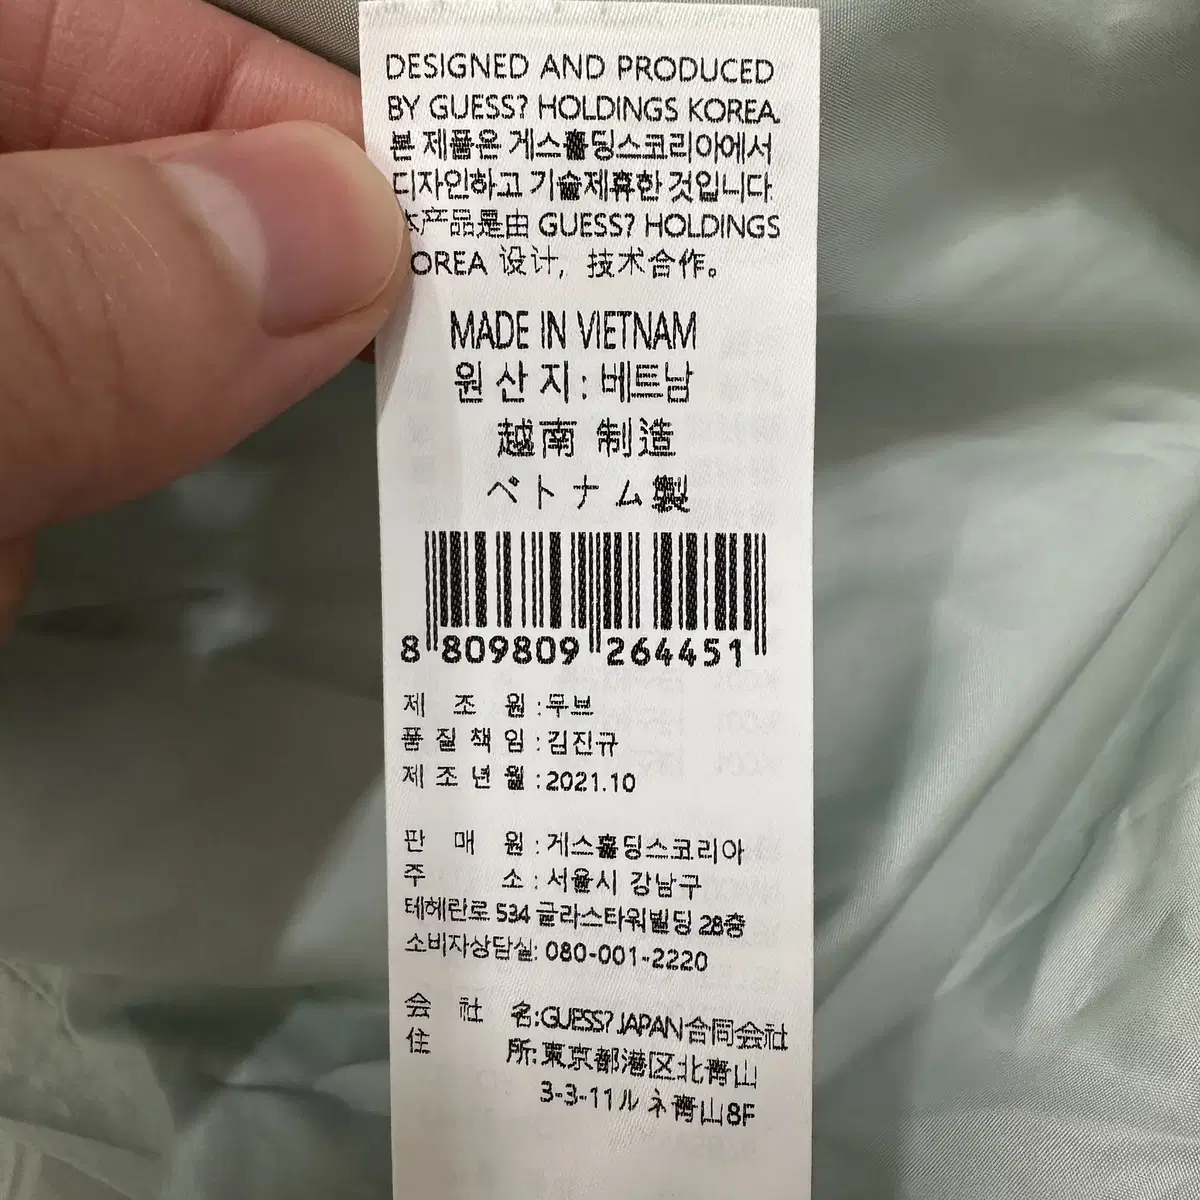 DESIGNED AND PRODUCED
BY GUESS? HOLDINGS KOREA.
본 제품은 게스홀딩스코리아에서
디자인하고 기술제휴한 것입니다.
本产品是由 GUESS? HOLDINGS
OREA 设计, 技术合作。
MADE IN VIETNAM
원 산 지 : 베트남
越南 制造
ベトナム製
8 809809 264451
제 조 원 : 무브
품 질 책 임 : 김진규
제 조 년 월 : 2021.10
판 매 원 : 게스홀딩스코리아
주 소 : 서울시 강남구
테헤란로 534 글라스타워빌딩 28층
소비자상담실: 080-001-2220
会 社 名:GUESS? JAPAN合同会社
住 所:東京都港区北青山
3-3-11ルネ青山8F